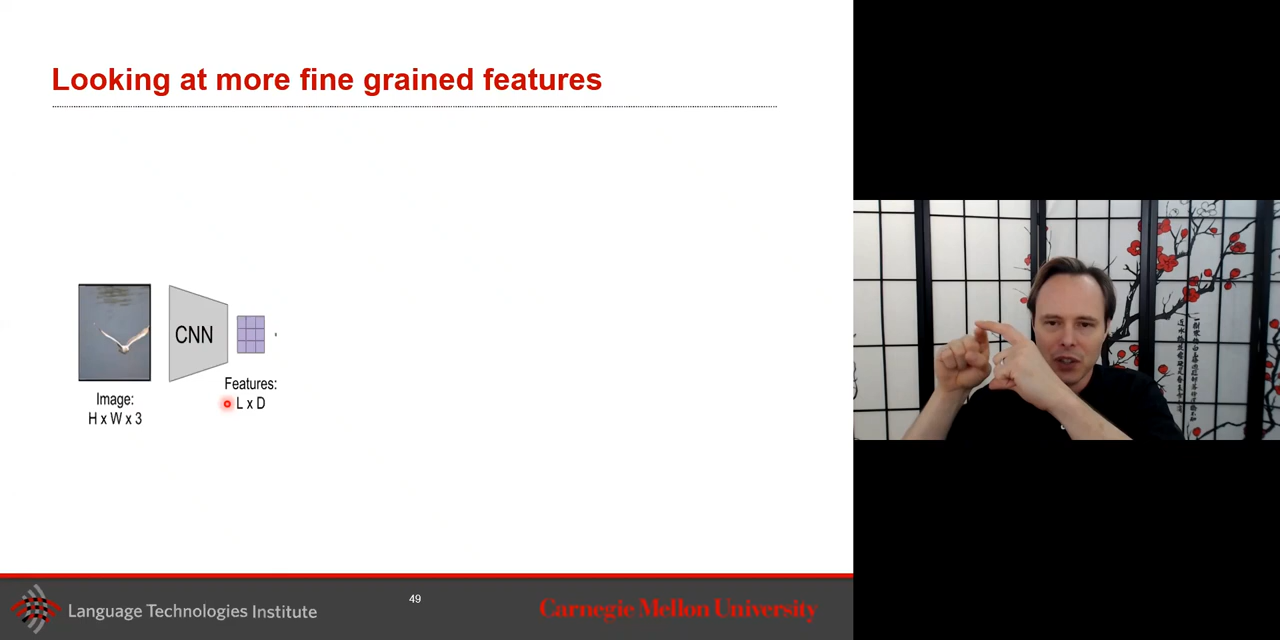 Looking at more fine grained features
CNN
Image:
H x W x 3
Features:
L x D
Language Technologies Institute
49
Carnegie Mellon University